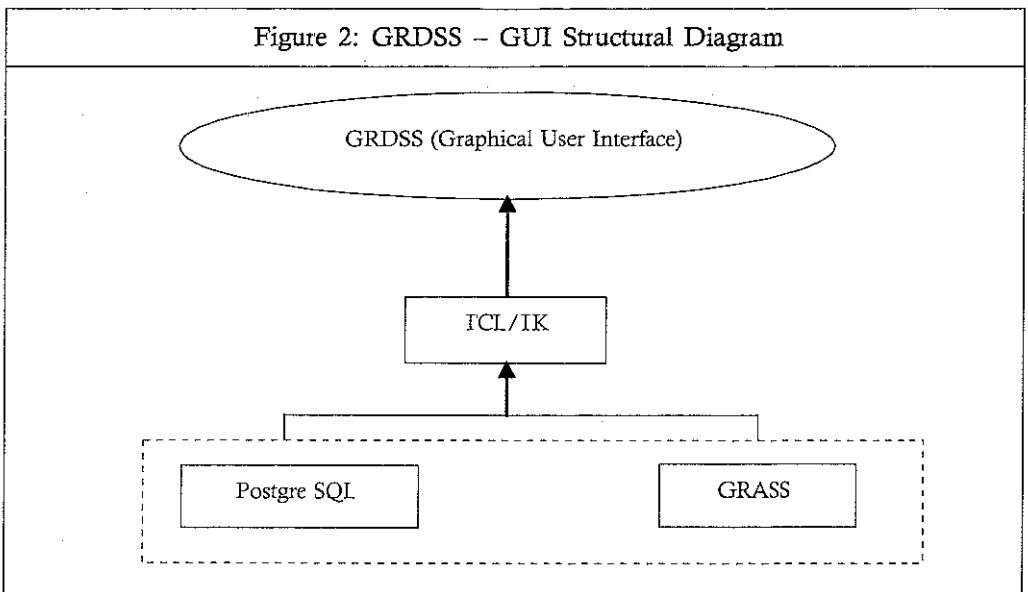 Figure 2: GRDSS – GUI Structural Diagram
GRDSS (Graphical User Interface)
TCL/TK
Postgre SQL
GRASS